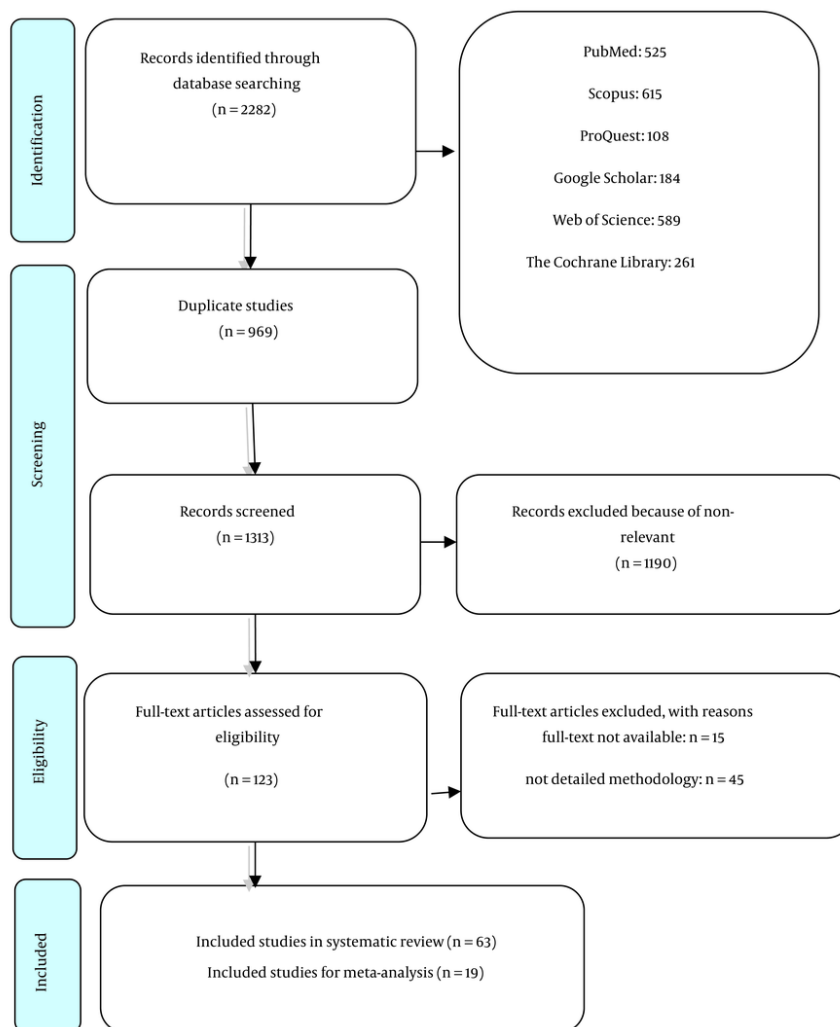 Identification
Records identified through
database searching
(n = 2282)
PubMed: 525
Scopus: 615
ProQuest: 108
Google Scholar: 184
Web of Science: 589
The Cochrane Library: 261
Screening
Duplicate studies
(n = 969)
Records screened
(n = 1313)
Records excluded because of non-
relevant
(n = 1190)
Eligibility
Full-text articles assessed for
eligibility
(n = 123)
Full-text articles excluded, with reasons
full-text not available: n = 15
not detailed methodology: n = 45
Included
Included studies in systematic review (n = 63)
Included studies for meta-analysis (n = 19)